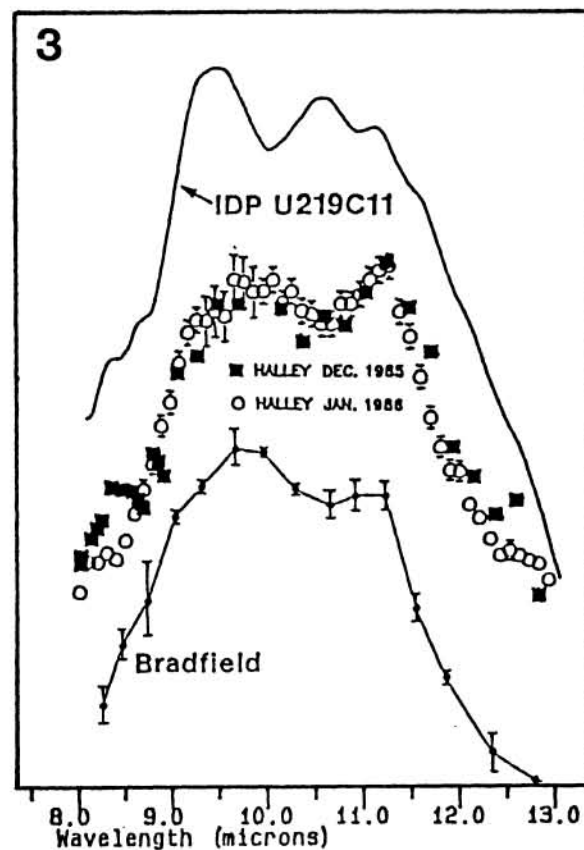 3
IDP U219C11
HALLEY DEC. 1985
HALLEY JAN. 1986
Bradfield
8.0 9.0 10.0 11.0 12.0 13.0
Wavelength (microns)